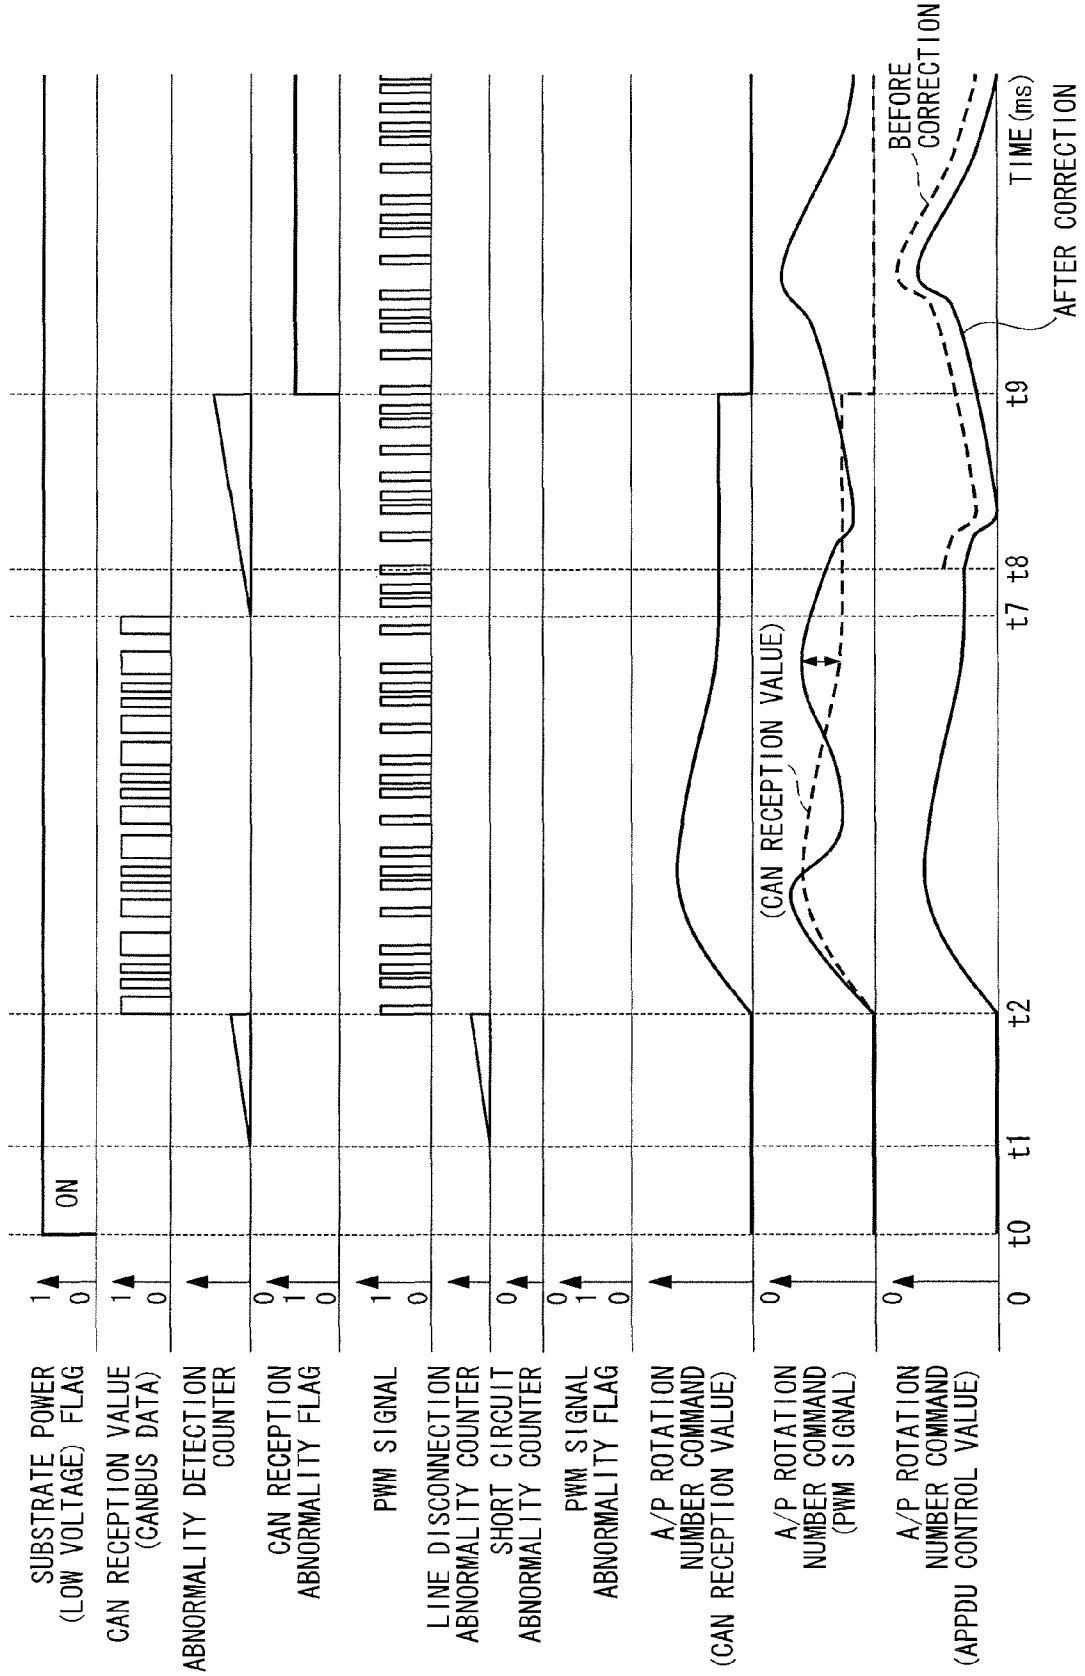 SUBSTRATE POWER
(LOW VOLTAGE) FLAG
1
0
ON
CAN RECEPTION VALUE
(CANBUS DATA)
1
0
ABNORMALITY DETECTION
COUNTER
0
CAN RECEPTION
ABNORMALITY FLAG
1
0
PWM SIGNAL
1
0
LINE DISCONNECTION
ABNORMALITY COUNTER
0
SHORT CIRCUIT
ABNORMALITY COUNTER
0
PWM SIGNAL
ABNORMALITY FLAG
1
0
A/P ROTATION
NUMBER COMMAND
(CAN RECEPTION VALUE)
0
A/P ROTATION
NUMBER COMMAND
(PWM SIGNAL)
0
(CAN RECEPTION VALUE)
A/P ROTATION
NUMBER COMMAND
(APPDU CONTROL VALUE)
0
BEFORE
CORRECTION
t0
t1
t2
t7
t8
t9
TIME(ms)
AFTER CORRECTION